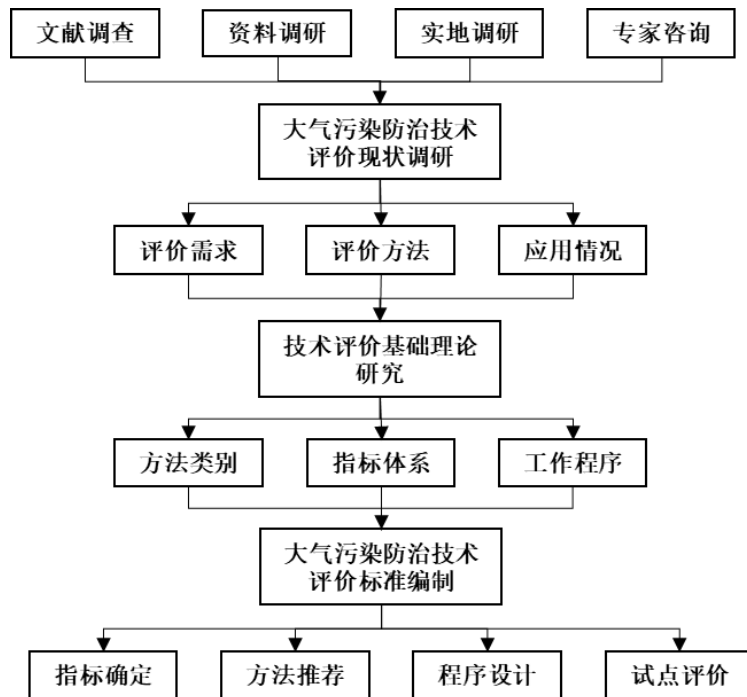 文献调查
资料调研
实地调研
专家咨询
大气污染防治技术
评价现状调研
评价需求
评价方法
应用情况
技术评价基础理论
研究
方法类别
指标体系
工作程序
大气污染防治技术
评价标准编制
指标确定
方法推荐
程序设计
试点评价